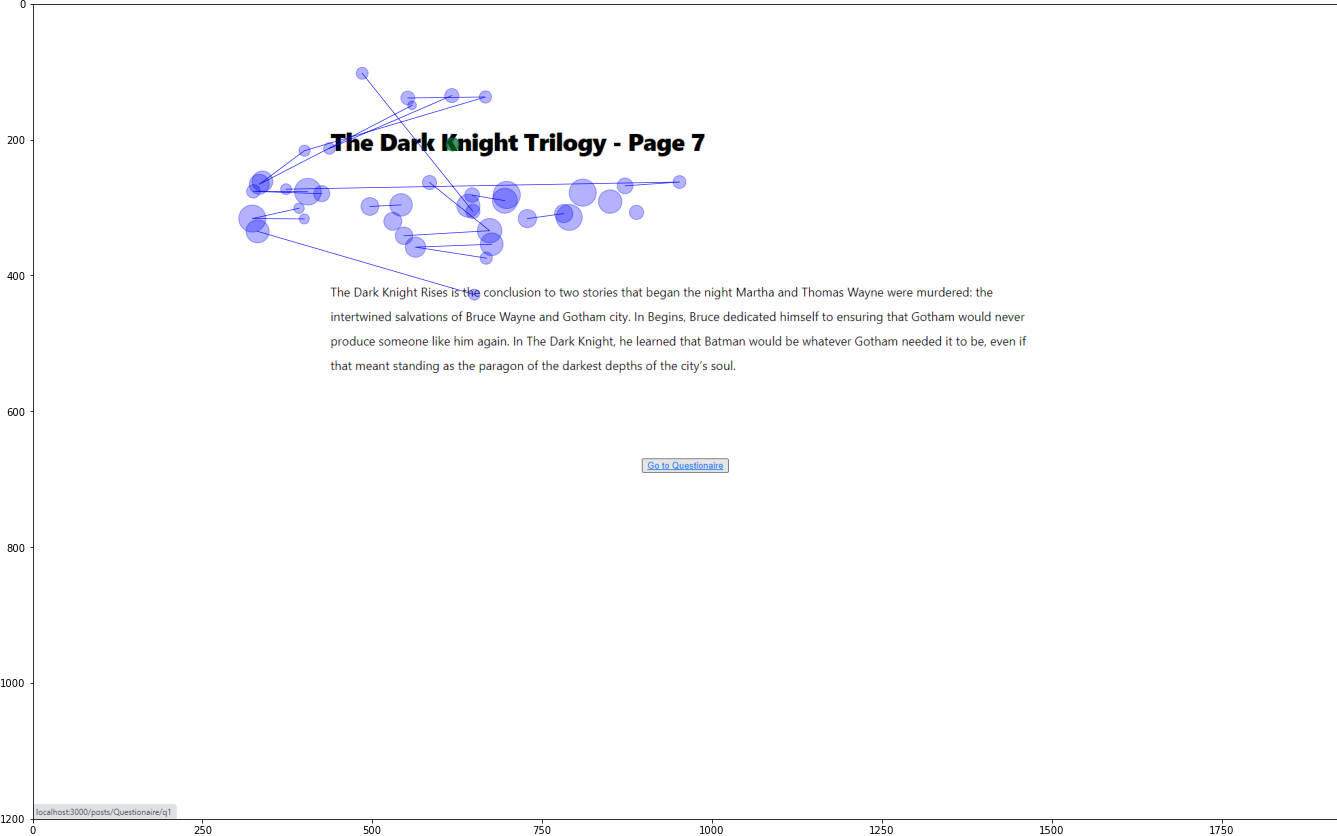 The Dark Knight Trilogy - Page 7
The Dark Knight Rises is the conclusion to two stories that began the night Martha and Thomas Wayne were murdered: the
intertwined salvations of Bruce Wayne and Gotham city. In Begins, Bruce dedicated himself to ensuring that Gotham would never
produce someone like him again. In The Dark Knight, he learned that Batman would be whatever Gotham needed it to be, even if
that meant standing as the paragon of the darkest depths of the city's soul.
Go to Questionaire
localhost:3000/posts/Questionaire/q1
0
200
400
600
800
1000
1200
0 250 500 750 1000 1250 1500 1750